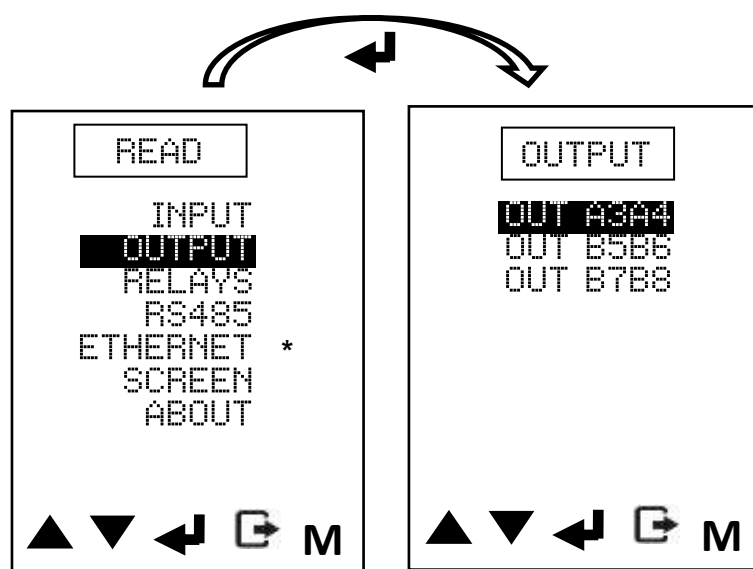 READ
INPUT
OUTPUT
RELAYS
RS485
ETHERNET *
SCREEN
ABOUT
M
OUTPUT
OUT A3A4
OUT B5B6
OUT B7B8
M